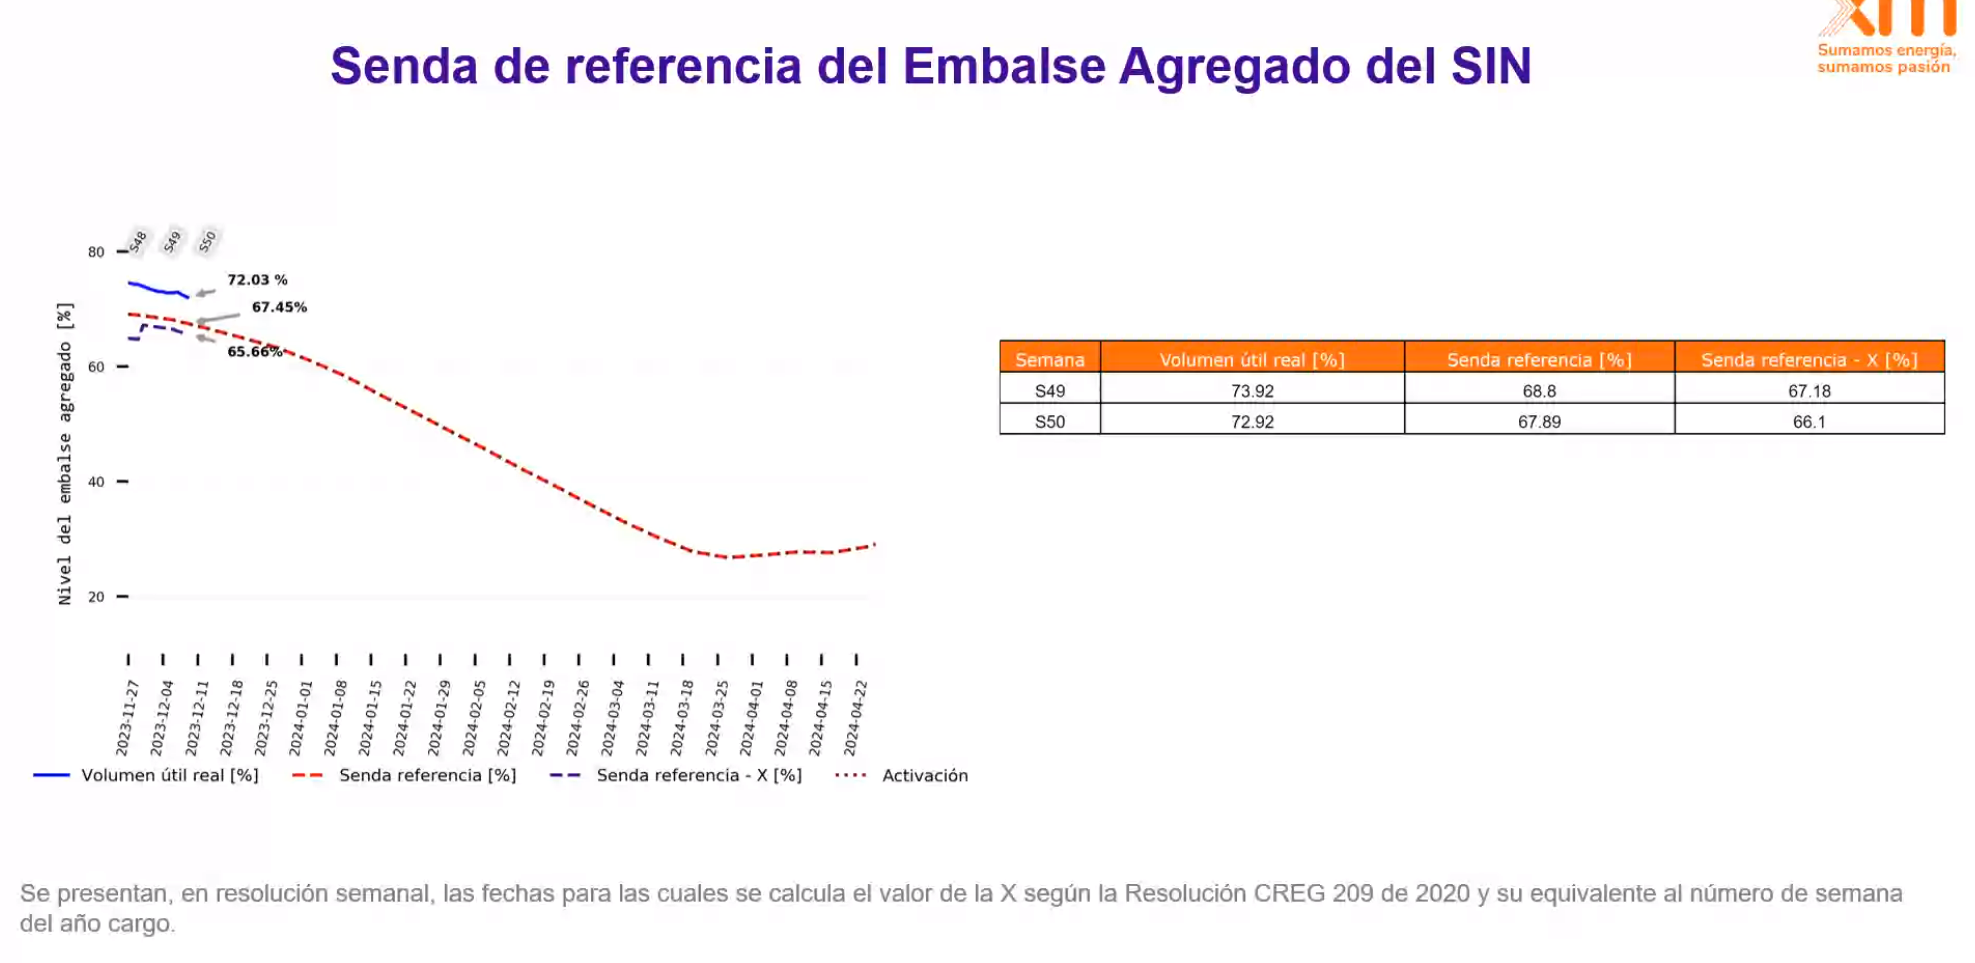 xm
Sumamos energía,
sumamos pasión
Senda de referencia del Embalse Agregado del SIN
S48 S49 S50
80
60
40
20
Nivel del embalse agregado [%]
72.03 %
67.45%
65.66%
2023-11-27
2023-12-04
2023-12-11
2023-12-18
2023-12-25
2024-01-01
2024-01-08
2024-01-15
2024-01-22
2024-01-29
2024-02-05
2024-02-12
2024-02-19
2024-02-26
2024-03-04
2024-03-11
2024-03-18
2024-03-25
2024-04-01
2024-04-08
2024-04-15
2024-04-22
Volumen útil real [%] Senda referencia [%] Senda referencia - X [%] Activación
Semana Volumen útil real [%] Senda referencia [%] Senda referencia - X [%]
S49 73.92 68.8 67.18
S50 72.92 67.89 66.1
Se presentan, en resolución semanal, las fechas para las cuales se calcula el valor de la X según la Resolución CREG 209 de 2020 y su equivalente al número de semana
del año cargo.